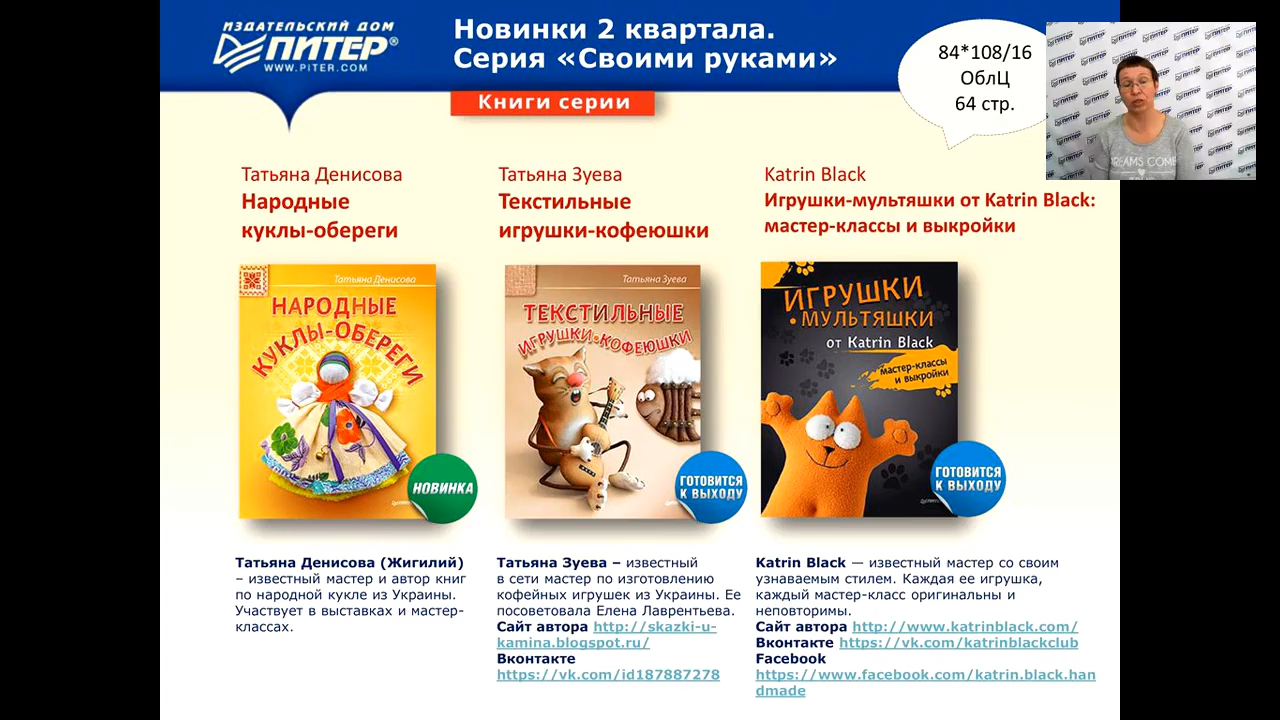 ИЗДАТЕЛЬСКИЙ ДОМ
ПИТЕР®
WWW.PITER.COM
Новинки 2 квартала.
Серия «Своими руками»
Книги серии
84*108/16
ОблЦ
64 стр.
ПИТЕР
DREAMS COME
Татьяна Денисова
Народные
куклы-обереги
Татьяна Зуева
Текстильные
игрушки-кофеюшки
Katrin Black
Игрушки-мультяшки от Katrin Black:
мастер-классы и выкройки
Татьяна Денисова
НАРОДНЫЕ
КУКЛЫ-ОБЕРЕГИ
НОВИНКА
Татьяна Зуева
ТЕКСТИЛЬНЫЕ
ИГРУШКИ-КОФЕЮШКИ
ГОТОВИТСЯ
К ВЫХОДУ
ИГРУШКИ
•МУЛЬТЯШКИ
от Katrin Black
мастер-классы
и выкройки
ГОТОВИТСЯ
К ВЫХОДУ
Татьяна Денисова (Жигилий)
– известный мастер и автор книг
по народной кукле из Украины.
Участвует в выставках и мастер-
классах.
Татьяна Зуева – известный
в сети мастер по изготовлению
кофейных игрушек из Украины. Ее
посоветовала Елена Лаврентьева.
Сайт автора http://skazki-u-
kamina.blogspot.ru/
Вконтакте
https://vk.com/id187887278
Katrin Black — известный мастер со своим
узнаваемым стилем. Каждая ее игрушка,
каждый мастер-класс оригинальны и
неповторимы.
Сайт автора http://www.katrinblack.com/
Вконтакте https://vk.com/katrinblackclub
Facebook
https://www.facebook.com/katrin.black.han
dmade